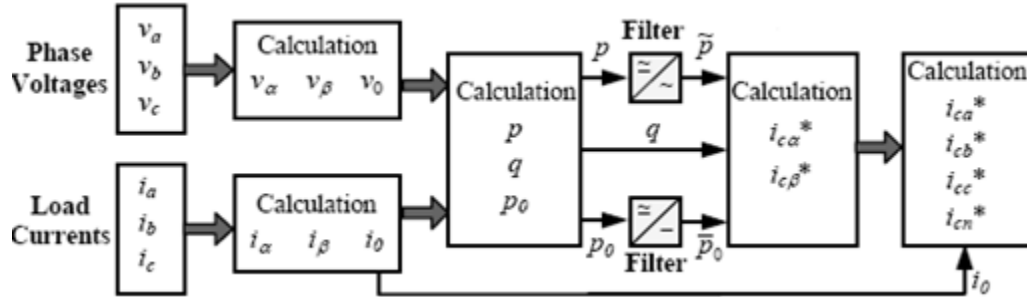 Phase
Voltages
v_a
v_b
v_c
Calculation
v_α v_β v_0
Load
Currents
i_a
i_b
i_c
Calculation
i_α i_β i_0
Calculation
p
q
p_0
p
Filter
p̃
≃
~
q
p_0
≃
–
Filter
p̄_0
Calculation
i_cα*
i_cβ*
Calculation
i_ca*
i_cb*
i_cc*
i_cn*
i_0